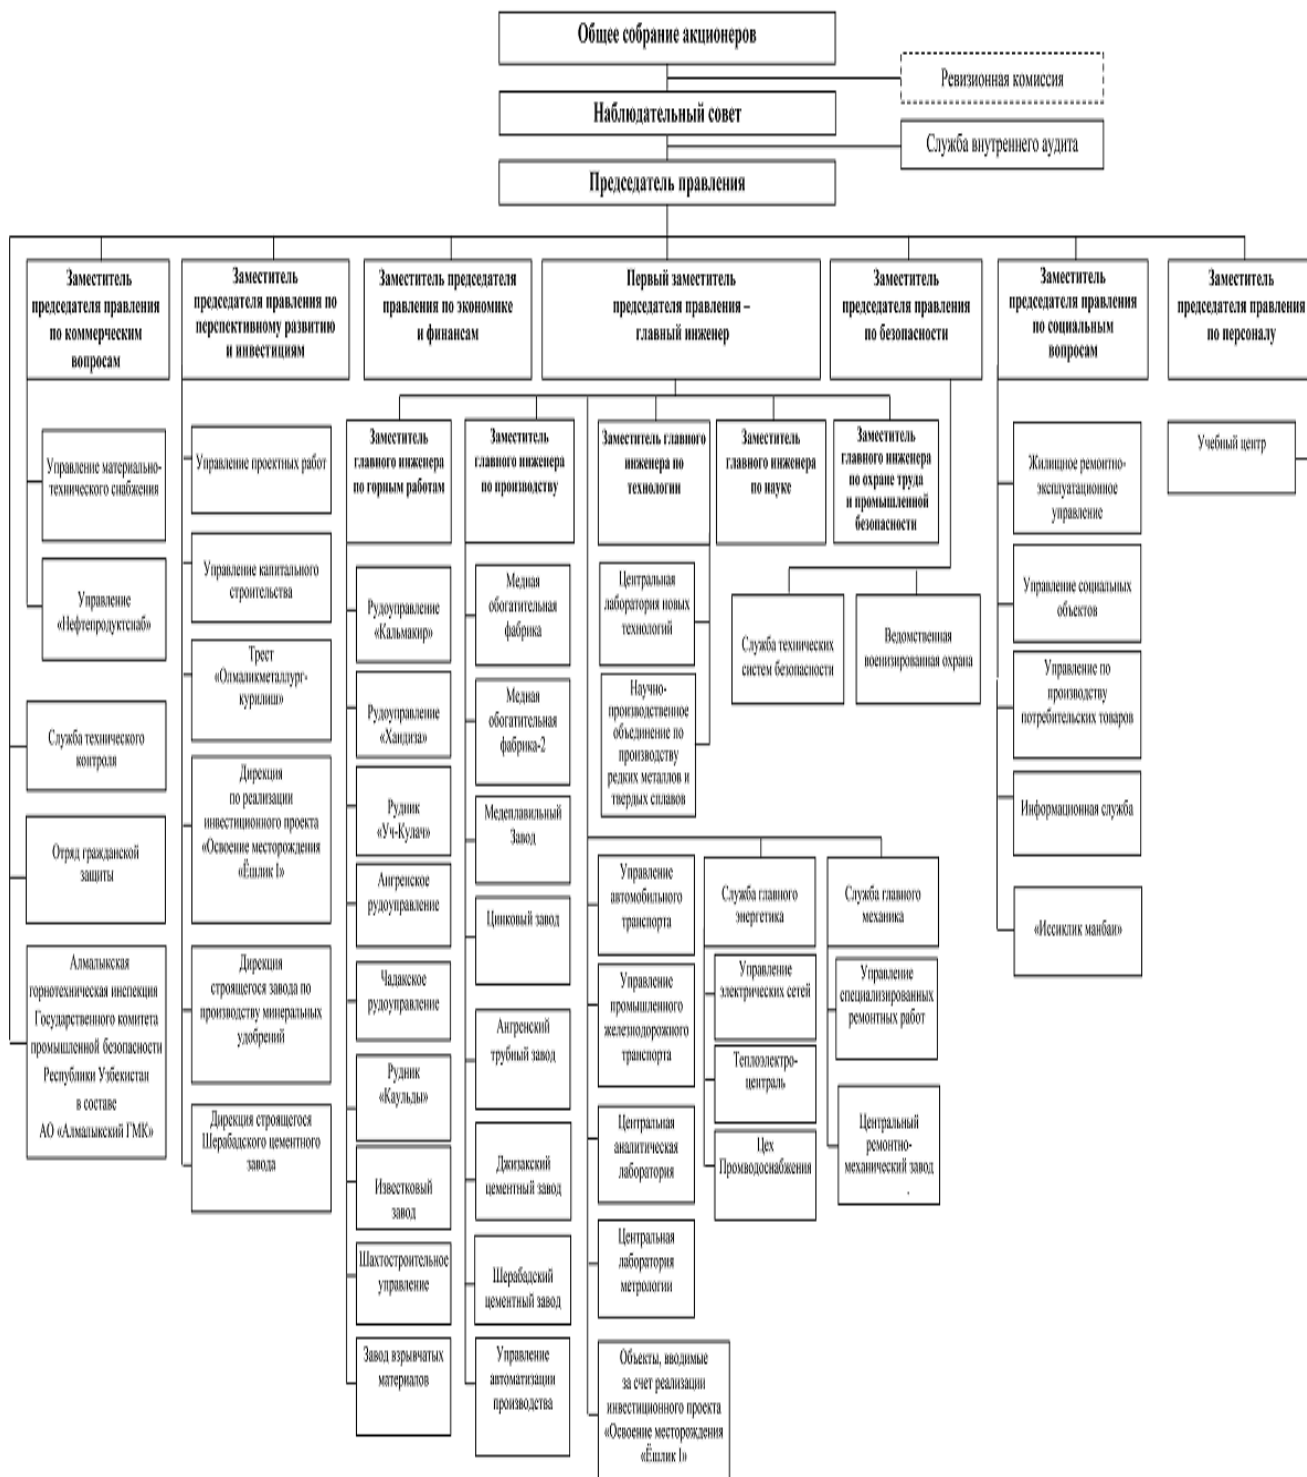 Общее собрание акционеров
Ревизионная комиссия
Наблюдательный совет
Служба внутреннего аудита
Председатель правления
Заместитель
председателя правления
по коммерческим
вопросам
Заместитель
председателя правления по
перспективному развитию
и инвестициям
Заместитель председателя
правления по экономике
и финансам
Первый заместитель
председателя правления –
главный инженер
Заместитель
председателя правления
по безопасности
Заместитель
председателя правления
по социальным
вопросам
Заместитель
председателя правления
по персоналу
Управление материально-
технического снабжения
Управление
«Нефтепродуктснаб»
Служба технического
контроля
Отряд гражданской
защиты
Алмалыкская
горнотехническая инспекция
Государственного комитета
промышленной безопасности
Республики Узбекистан
в составе
АО «Алмалыкский ГМК»
Управление проектных работ
Управление капитального
строительства
Трест
«Олмаликметаллург-
курилиш»
Дирекция
по реализации
инвестиционного проекта
«Освоение месторождения
«Ёшлик I»
Дирекция
строящегося завода по
производству минеральных
удобрений
Дирекция строящегося
Шерабадского цементного
завода
Заместитель
главного инженера
по горным работам
Рудоуправление
«Кальмакир»
Рудоуправление
«Хандиза»
Рудник
«Уч-Кулач»
Ангренское
рудоуправление
Чадакское
рудоуправление
Рудник
«Каульды»
Известковый
завод
Шахтостроительное
управление
Завод взрывчатых
материалов
Заместитель
главного инженера
по производству
Медная
обогатительная
фабрика
Медная
обогатительная
фабрика-2
Медеплавильный
Завод
Цинковый завод
Ангренский
трубный завод
Джизакский
цементный завод
Шерабадский
цементный завод
Управление
автоматизации
производства
Заместитель главного
инженера по
технологии
Центральная
лаборатория новых
технологий
Научно-
производственное
объединение по
производству
редких металлов и
твердых сплавов
Заместитель
главного инженера
по науке
Заместитель
главного инженера
по охране труда
и промышленной
безопасности
Управление
автомобильного
транспорта
Управление
промышленного
железнодорожного
транспорта
Центральная
аналитическая
лаборатория
Центральная
лаборатория
метрологии
Объекты, вводимые
за счет реализации
инвестиционного проекта
«Освоение месторождения
«Ёшлик I»
Служба главного
энергетика
Управление
электрических сетей
Теплоэлектро-
централь
Цех
Промводоснабжения
Служба главного
механика
Управление
специализированных
ремонтных работ
Центральный
ремонтно-
механический завод
.
Служба технических
систем безопасности
Ведомственная
военизированная охрана
Жилищное ремонтно-
эксплуатационное
управление
Управление социальных
объектов
Управление по
производству
потребительских товаров
Информационная служба
«Иссиклик манбаи»
Учебный центр